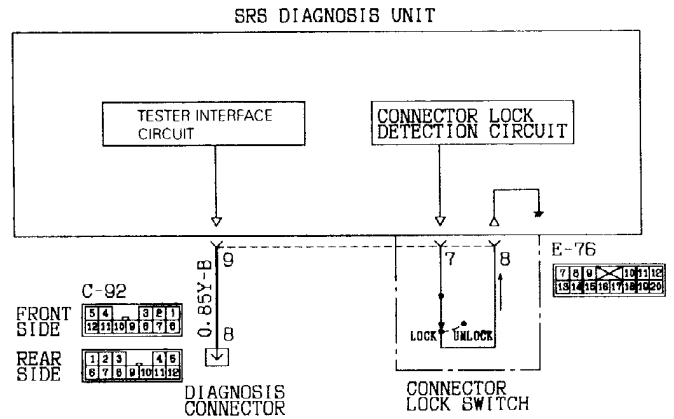 SRS DIAGNOSIS UNIT
TESTER INTERFACE
CIRCUIT
CONNECTOR LOCK
DETECTION CIRCUIT
9
7
8
E-76
7 8 9 10 11 12
13 14 15 16 17 18 19 20
0.85Y-B
C-92
FRONT
SIDE
5 4 3 2 1
12 11 10 9 8 7 6
8
LOCK
UNLOCK
REAR
SIDE
1 2 3 4 5
6 7 8 9 10 11 12
DIAGNOSIS
CONNECTOR
CONNECTOR
LOCK SWITCH